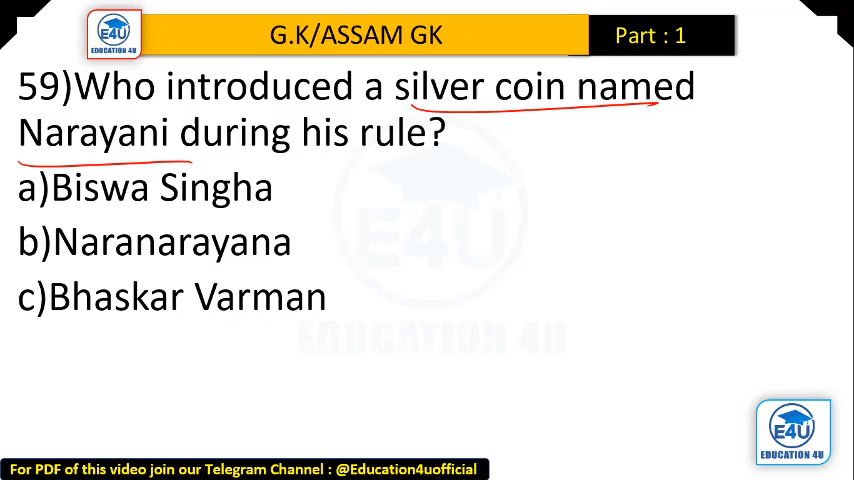 E4U
EDUCATION 4U
G.K/ASSAM GK
Part : 1
59)Who introduced a silver coin named
Narayani during his rule?
a)Biswa Singha
b)Naranarayana
c)Bhaskar Varman
E4U
EDUCATION 4U
E4U
EDUCATION 4U
For PDF of this video join our Telegram Channel : @Education4uofficial